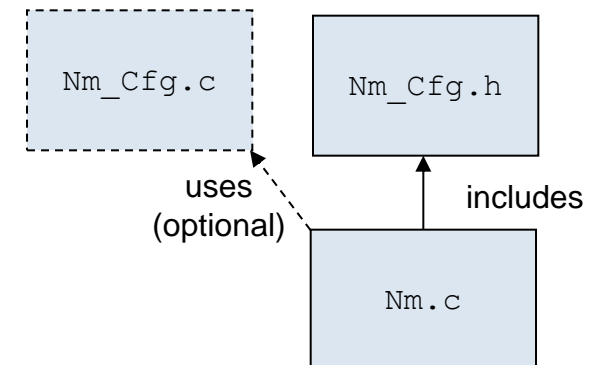 Nm_Cfg.c
Nm_Cfg.h
uses
(optional)
includes
Nm.c